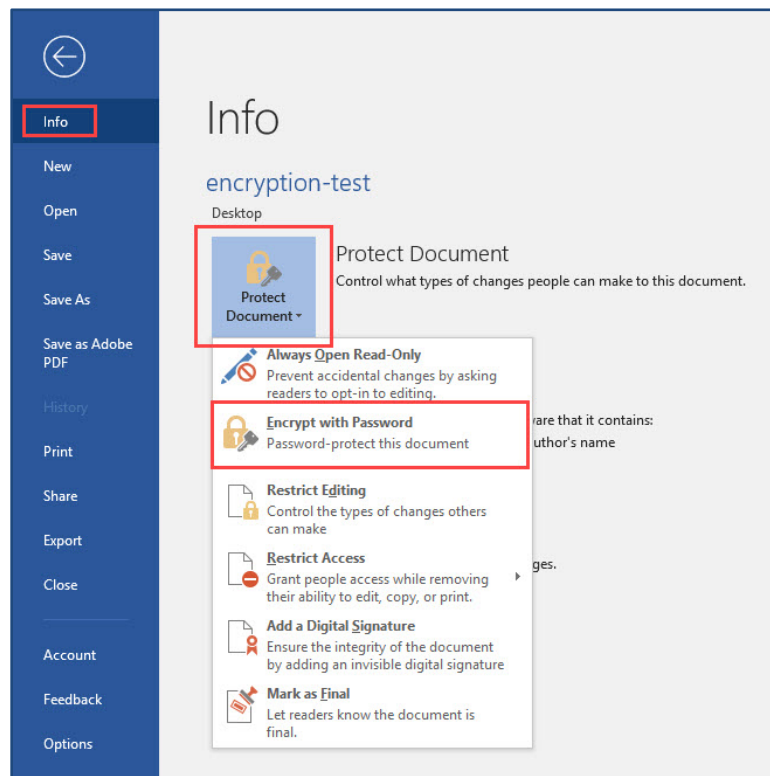 Info
New
Open
Save
Save As
Save as Adobe
PDF
History
Print
Share
Export
Close
Account
Feedback
Options
Info
encryption-test
Desktop
Protect
Document
Protect Document
Control what types of changes people can make to this document.
Always Open Read-Only
Prevent accidental changes by asking
readers to opt-in to editing.
Encrypt with Password
Password-protect this document
Restrict Editing
Control the types of changes others
can make
Restrict Access
Grant people access while removing
their ability to edit, copy, or print.
Add a Digital Signature
Ensure the integrity of the document
by adding an invisible digital signature
Mark as Final
Let readers know the document is
final.
that it contains:
name